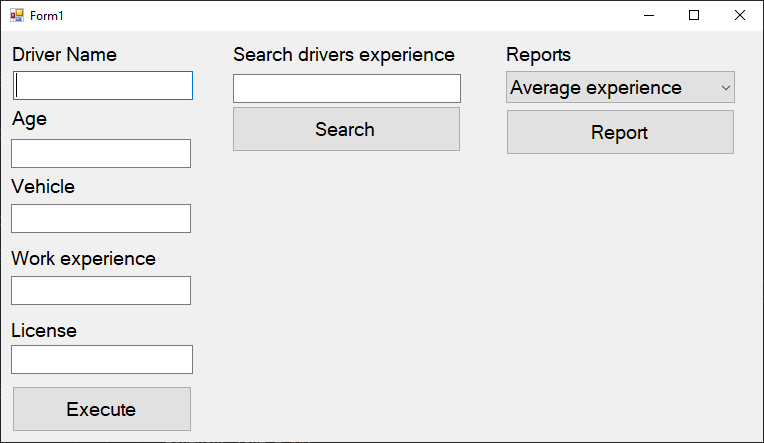 Form1
Driver Name
Age
Vehicle
Work experience
License
Execute
Search drivers experience
Search
Reports
Average experience
Report